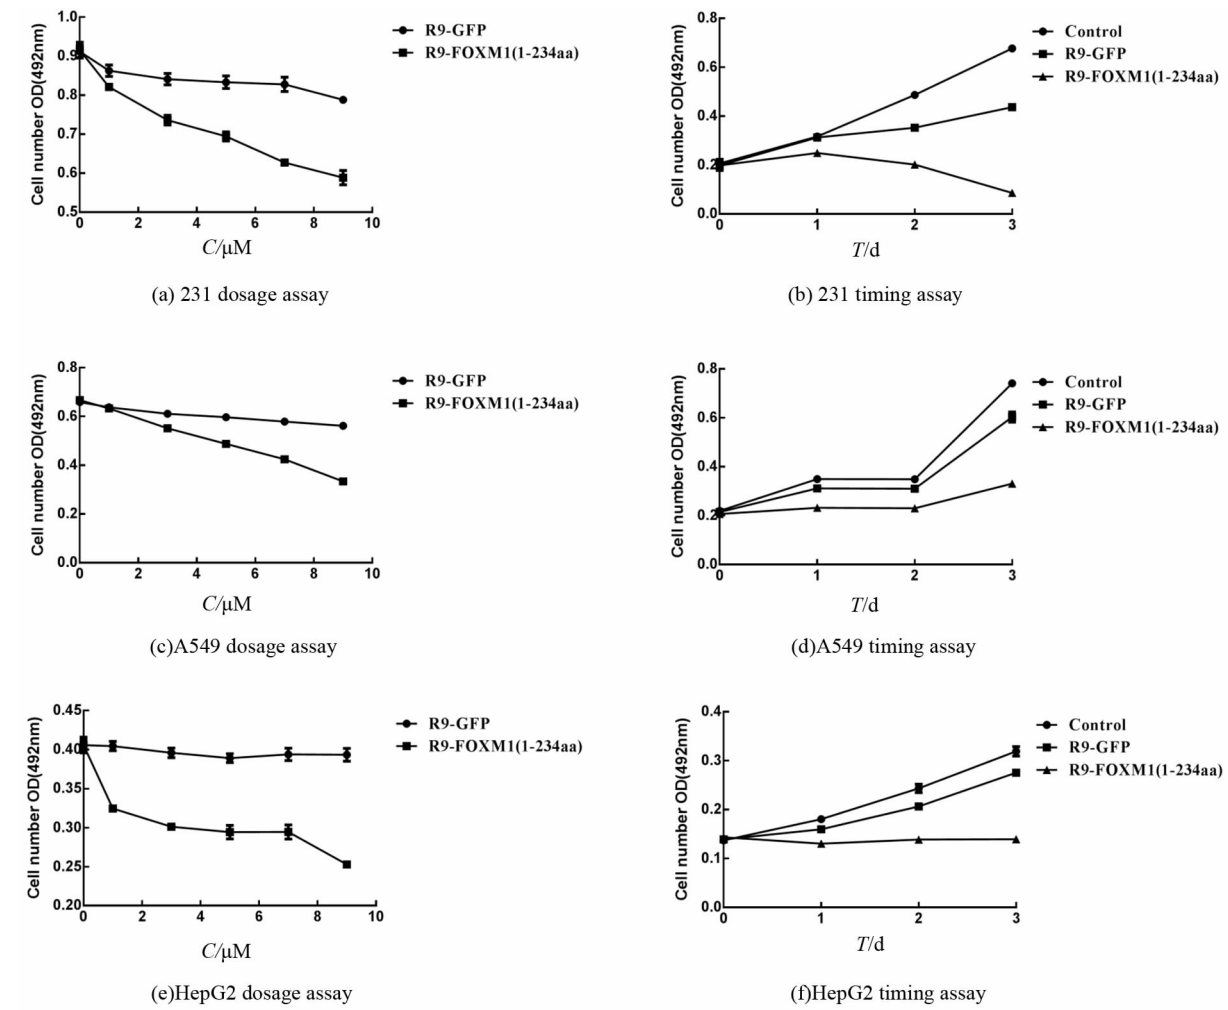 R9-GFP
R9-FOXM1(1-234aa)
Cell number OD(492nm)
1.0
0.9
0.8
0.7
0.6
0.5
0 2 4 6 8 10
C/μM
(a) 231 dosage assay
Control
R9-GFP
R9-FOXM1(1-234aa)
Cell number OD(492nm)
0.8
0.6
0.4
0.2
0.0
0 1 2 3
T/d
(b) 231 timing assay
R9-GFP
R9-FOXM1(1-234aa)
Cell number OD(492nm)
0.8
0.6
0.4
0.2
0.0
0 2 4 6 8 10
C/μM
(c)A549 dosage assay
Control
R9-GFP
R9-FOXM1(1-234aa)
Cell number OD(492nm)
0.8
0.6
0.4
0.2
0.0
0 1 2 3
T/d
(d)A549 timing assay
R9-GFP
R9-FOXM1(1-234aa)
Cell number OD(492nm)
0.45
0.40
0.35
0.30
0.25
0.20
0 2 4 6 8 10
C/μM
(e)HepG2 dosage assay
Control
R9-GFP
R9-FOXM1(1-234aa)
Cell number OD(492nm)
0.4
0.3
0.2
0.1
0.0
0 1 2 3
T/d
(f)HepG2 timing assay